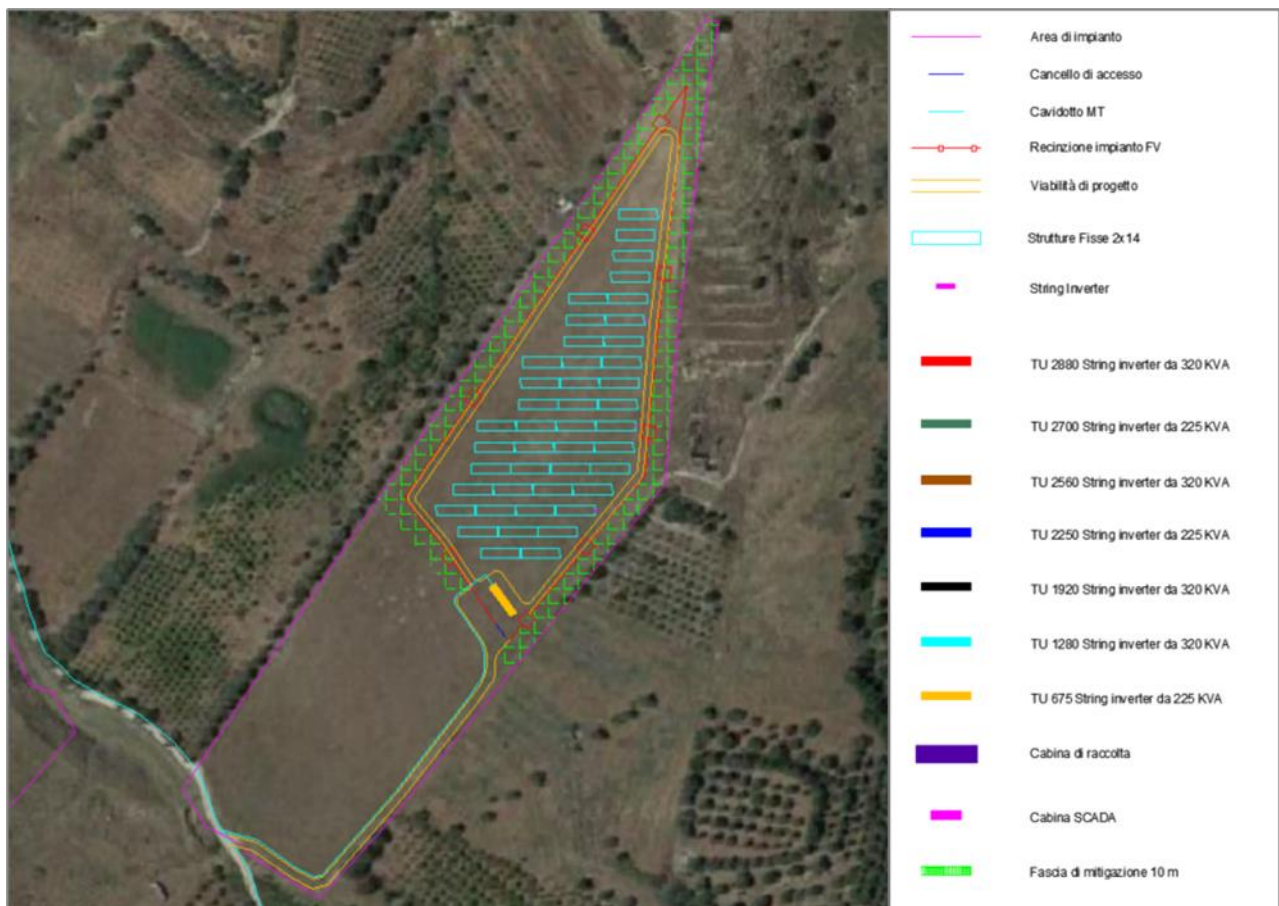 Area di impianto
Cancello di accesso
Cavidotto MT
Recinzione impianto FV
Viabilità di progetto
Strutture Fisse 2x14
String Inverter
TU 2880 String inverter da 320 KVA
TU 2700 String inverter da 225 KVA
TU 2560 String inverter da 320 KVA
TU 2250 String inverter da 225 KVA
TU 1920 String inverter da 320 KVA
TU 1280 String inverter da 320 KVA
TU 675 String inverter da 225 KVA
Cabina di raccolta
Cabina SCADA
Fascia di mitigazione 10 m